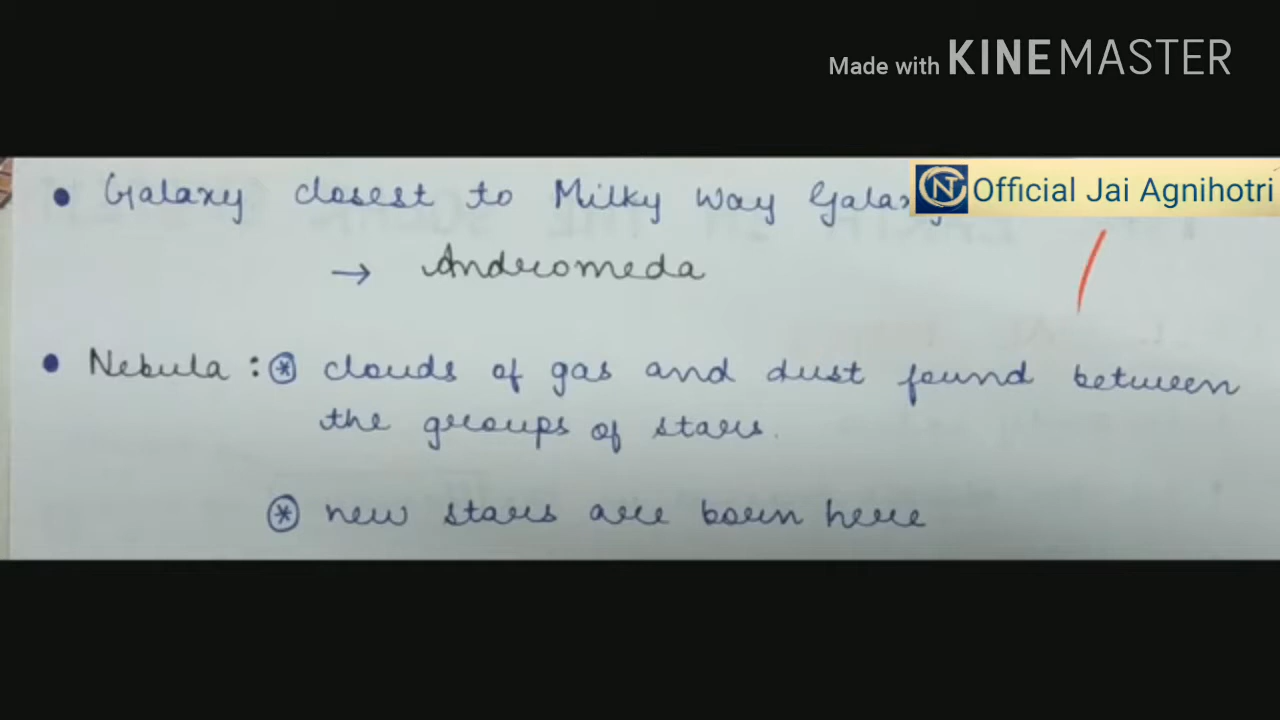 Made with KINEMASTER
• Galaxy closest to Milky Way Galaxy
Official Jai Agnihotri
→ Andromeda
• Nebula : ⊛ clouds of gas and dust found between
the groups of stars.
⊛ new stars are born here